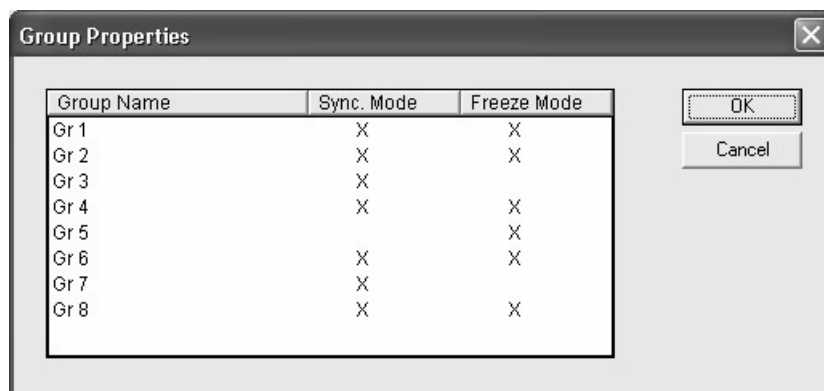 Group Properties
Group Name Sync. Mode Freeze Mode
Gr 1 X X
Gr 2 X X
Gr 3 X
Gr 4 X X
Gr 5 X
Gr 6 X X
Gr 7 X
Gr 8 X X
OK
Cancel